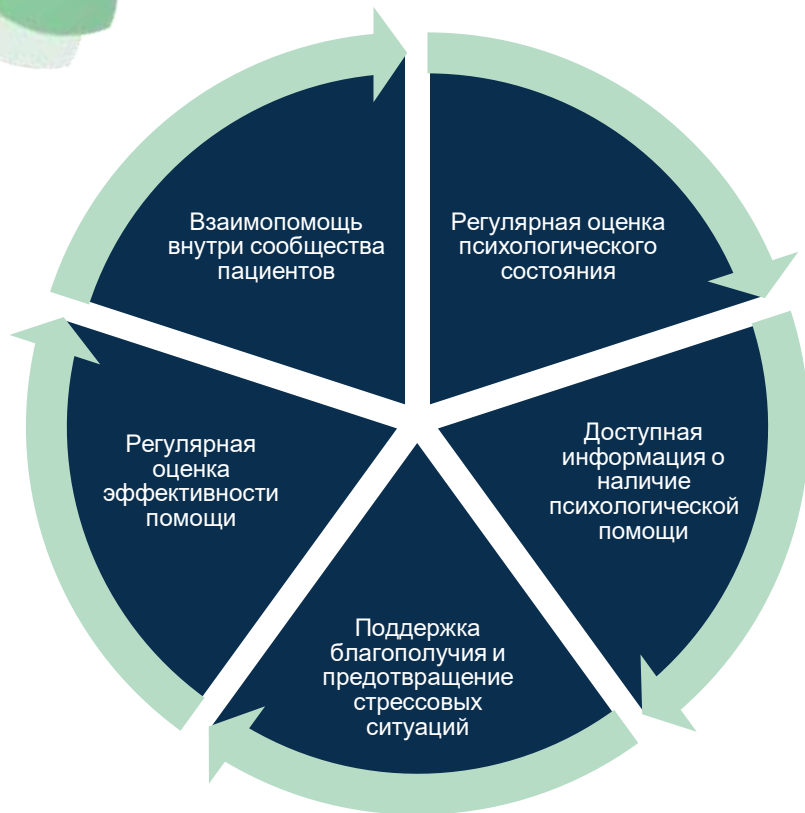 Взаимопомощь
внутри сообщества
пациентов
Регулярная оценка
психологического
состояния
Доступная
информация о
наличие
психологической
помощи
Поддержка
благополучия и
предотвращение
стрессовых
ситуаций
Регулярная
оценка
эффективности
помощи